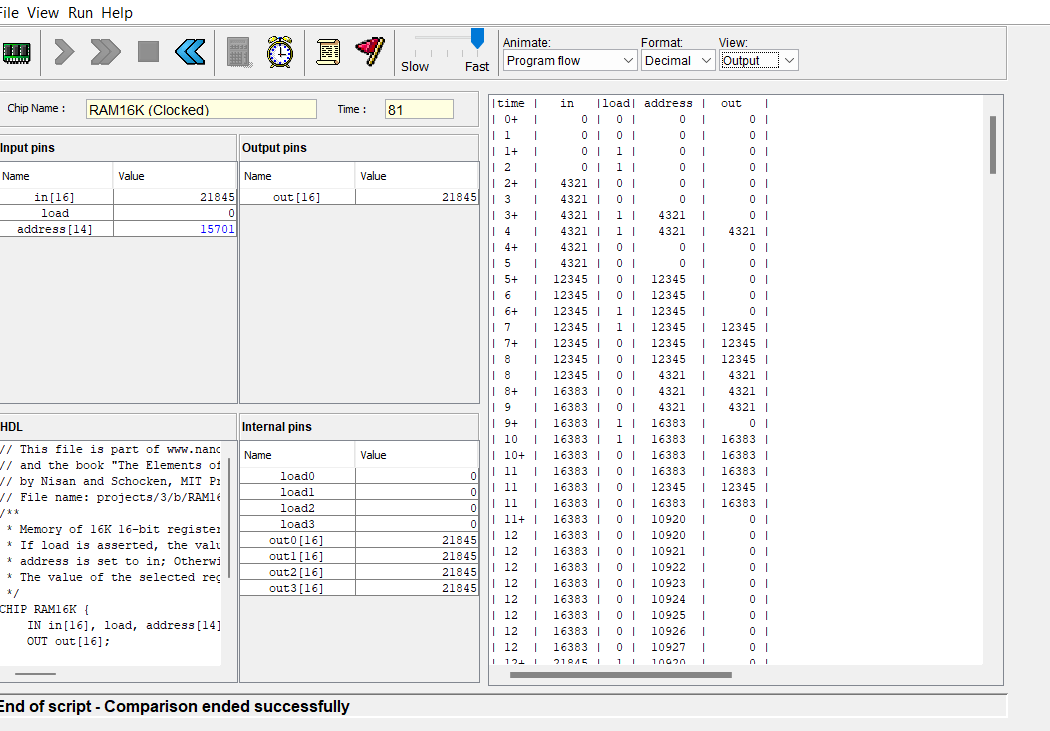 File View Run Help
Slow Fast
Animate: Format: View:
Program flow Decimal Output
Chip Name : RAM16K (Clocked) Time : 81
Input pins
Name Value
in[16] 21845
load 0
address[14] 15701
Output pins
Name Value
out[16] 21845
HDL
// This file is part of www.nand
// and the book "The Elements of
// by Nisan and Schocken, MIT Pr
// File name: projects/3/b/RAM16
/**
* Memory of 16K 16-bit register
* If load is asserted, the valu
* address is set to in; Otherwi
* The value of the selected reg
*/
CHIP RAM16K {
IN in[16], load, address[14]
OUT out[16];
Internal pins
Name Value
load0 0
load1 0
load2 0
load3 0
out0[16] 21845
out1[16] 21845
out2[16] 21845
out3[16] 21845
|time | in |load| address | out |
| 0+ | 0 | 0 | 0 | 0 |
| 1 | 0 | 0 | 0 | 0 |
| 1+ | 0 | 1 | 0 | 0 |
| 2 | 0 | 1 | 0 | 0 |
| 2+ | 4321 | 0 | 0 | 0 |
| 3 | 4321 | 0 | 0 | 0 |
| 3+ | 4321 | 1 | 4321 | 0 |
| 4 | 4321 | 1 | 4321 | 4321 |
| 4+ | 4321 | 0 | 0 | 0 |
| 5 | 4321 | 0 | 0 | 0 |
| 5+ | 12345 | 0 | 12345 | 0 |
| 6 | 12345 | 0 | 12345 | 0 |
| 6+ | 12345 | 1 | 12345 | 0 |
| 7 | 12345 | 1 | 12345 | 12345 |
| 7+ | 12345 | 0 | 12345 | 12345 |
| 8 | 12345 | 0 | 12345 | 12345 |
| 8 | 12345 | 0 | 4321 | 4321 |
| 8+ | 16383 | 0 | 4321 | 4321 |
| 9 | 16383 | 0 | 4321 | 4321 |
| 9+ | 16383 | 1 | 16383 | 0 |
| 10 | 16383 | 1 | 16383 | 16383 |
| 10+ | 16383 | 0 | 16383 | 16383 |
| 11 | 16383 | 0 | 16383 | 16383 |
| 11 | 16383 | 0 | 12345 | 12345 |
| 11 | 16383 | 0 | 16383 | 16383 |
| 11+ | 16383 | 0 | 10920 | 0 |
| 12 | 16383 | 0 | 10920 | 0 |
| 12 | 16383 | 0 | 10921 | 0 |
| 12 | 16383 | 0 | 10922 | 0 |
| 12 | 16383 | 0 | 10923 | 0 |
| 12 | 16383 | 0 | 10924 | 0 |
| 12 | 16383 | 0 | 10925 | 0 |
| 12 | 16383 | 0 | 10926 | 0 |
| 12 | 16383 | 0 | 10927 | 0 |
| 12+ | 21845 | 1 | 10920 | 0 |
End of script - Comparison ended successfully